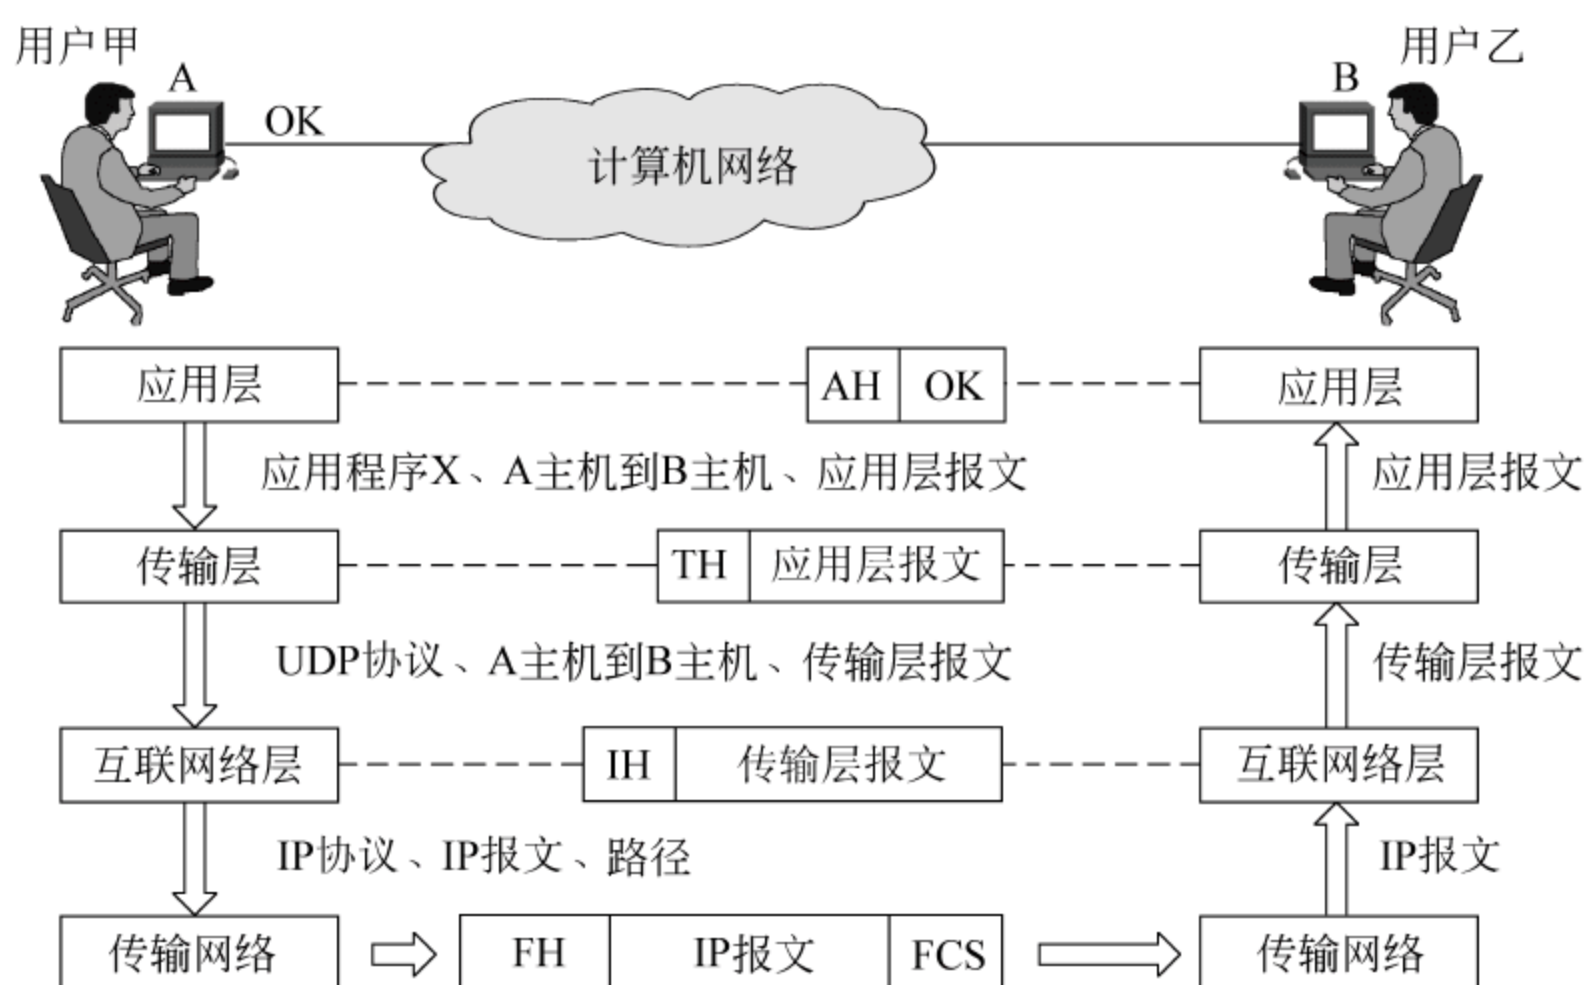 用户甲
用户乙
A
B
OK
计算机网络
应用层
AH
OK
应用层
应用程序X、A主机到B主机、应用层报文
应用层报文
传输层
TH
应用层报文
传输层
UDP协议、A主机到B主机、传输层报文
传输层报文
互联网络层
IH
传输层报文
互联网络层
IP协议、IP报文、路径
IP报文
传输网络
FH
IP报文
FCS
传输网络